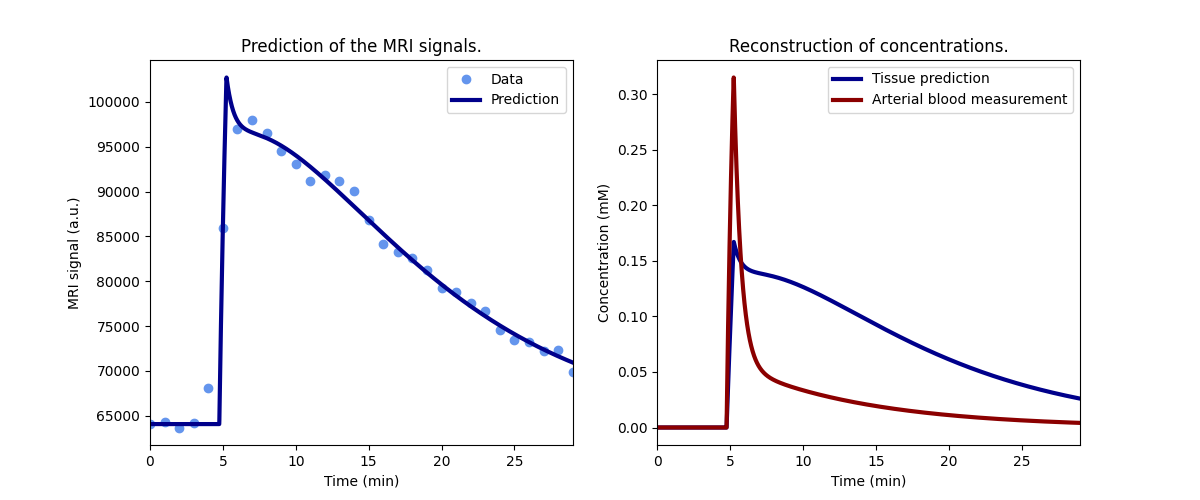 Prediction of the MRI signals.
Data
Prediction
100000
95000
90000
85000
80000
75000
70000
65000
MRI signal (a.u.)
0 5 10 15 20 25
Time (min)
Reconstruction of concentrations.
Tissue prediction
Arterial blood measurement
0.30
0.25
0.20
0.15
0.10
0.05
0.00
Concentration (mM)
0 5 10 15 20 25
Time (min)